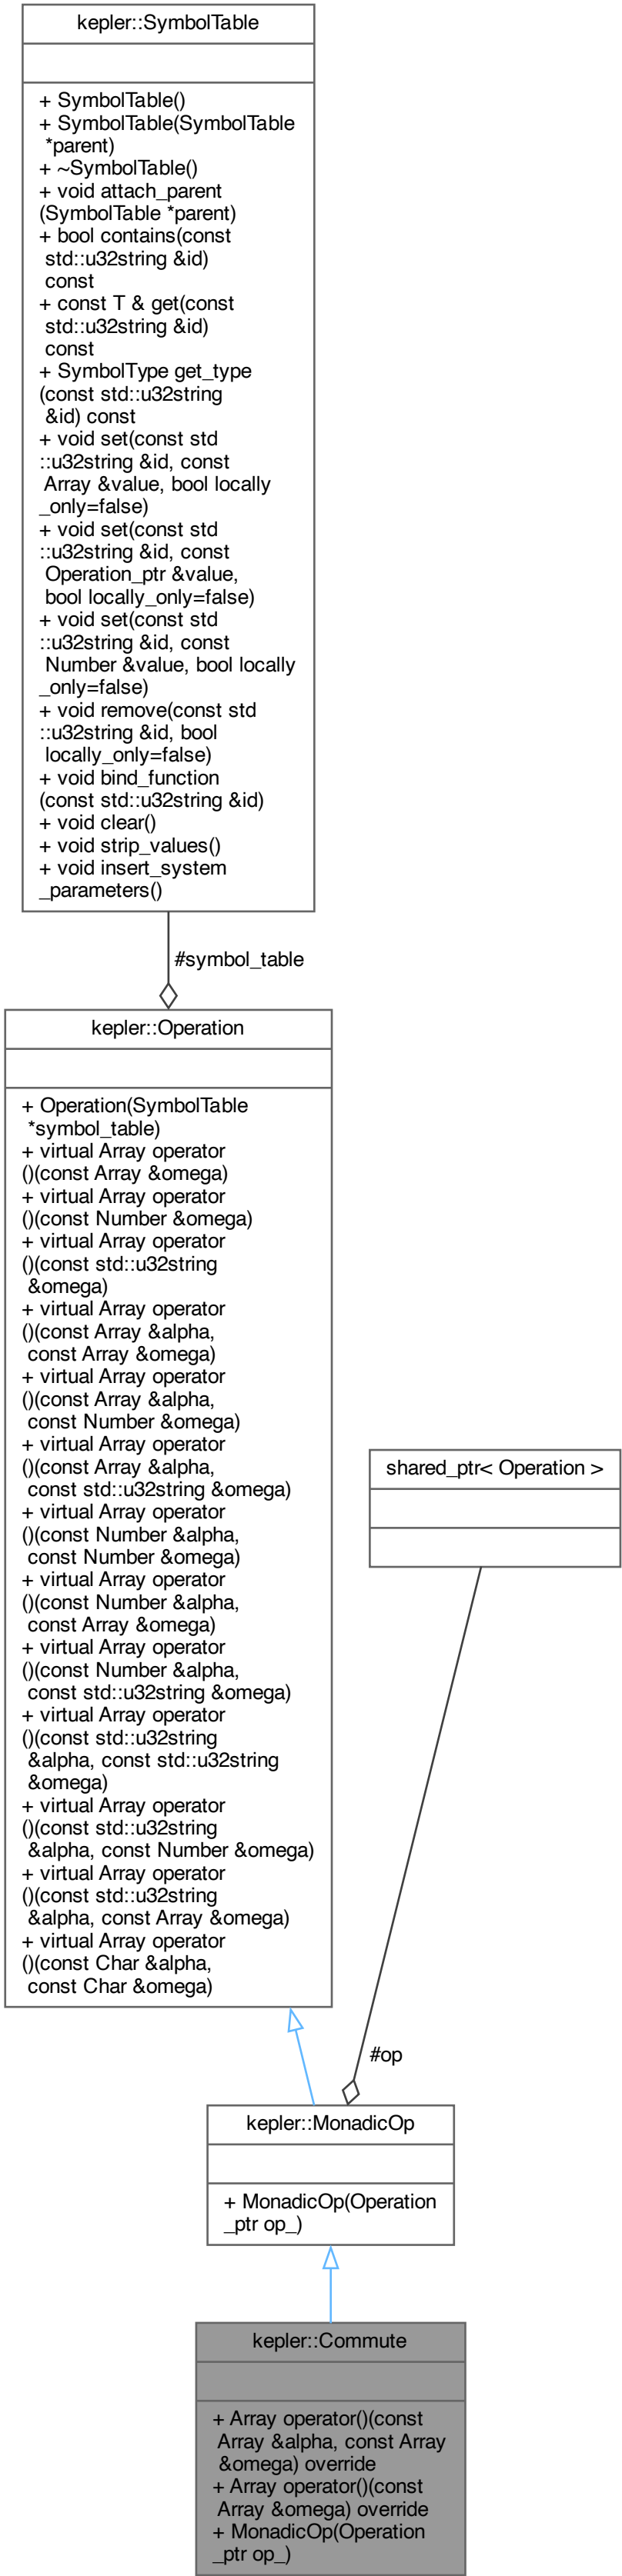 kepler::SymbolTable
+ SymbolTable()
+ SymbolTable(SymbolTable
*parent)
+ ~SymbolTable()
+ void attach_parent
(SymbolTable *parent)
+ bool contains(const
std::u32string &id)
const
+ const T & get(const
std::u32string &id)
const
+ SymbolType get_type
(const std::u32string
&id) const
+ void set(const std
::u32string &id, const
Array &value, bool locally
_only=false)
+ void set(const std
::u32string &id, const
Operation_ptr &value,
bool locally_only=false)
+ void set(const std
::u32string &id, const
Number &value, bool locally
_only=false)
+ void remove(const std
::u32string &id, bool
locally_only=false)
+ void bind_function
(const std::u32string &id)
+ void clear()
+ void strip_values()
+ void insert_system
_parameters()
#symbol_table
kepler::Operation
+ Operation(SymbolTable
*symbol_table)
+ virtual Array operator
()(const Array &omega)
+ virtual Array operator
()(const Number &omega)
+ virtual Array operator
()(const std::u32string
&omega)
+ virtual Array operator
()(const Array &alpha,
const Array &omega)
+ virtual Array operator
()(const Array &alpha,
const Number &omega)
+ virtual Array operator
()(const Array &alpha,
const std::u32string &omega)
+ virtual Array operator
()(const Number &alpha,
const Number &omega)
+ virtual Array operator
()(const Number &alpha,
const Array &omega)
+ virtual Array operator
()(const Number &alpha,
const std::u32string &omega)
+ virtual Array operator
()(const std::u32string
&alpha, const std::u32string
&omega)
+ virtual Array operator
()(const std::u32string
&alpha, const Number &omega)
+ virtual Array operator
()(const std::u32string
&alpha, const Array &omega)
+ virtual Array operator
()(const Char &alpha,
const Char &omega)
shared_ptr< Operation >
#op
kepler::MonadicOp
+ MonadicOp(Operation
_ptr op_)
kepler::Commute
+ Array operator()(const
Array &alpha, const Array
&omega) override
+ Array operator()(const
Array &omega) override
+ MonadicOp(Operation
_ptr op_)